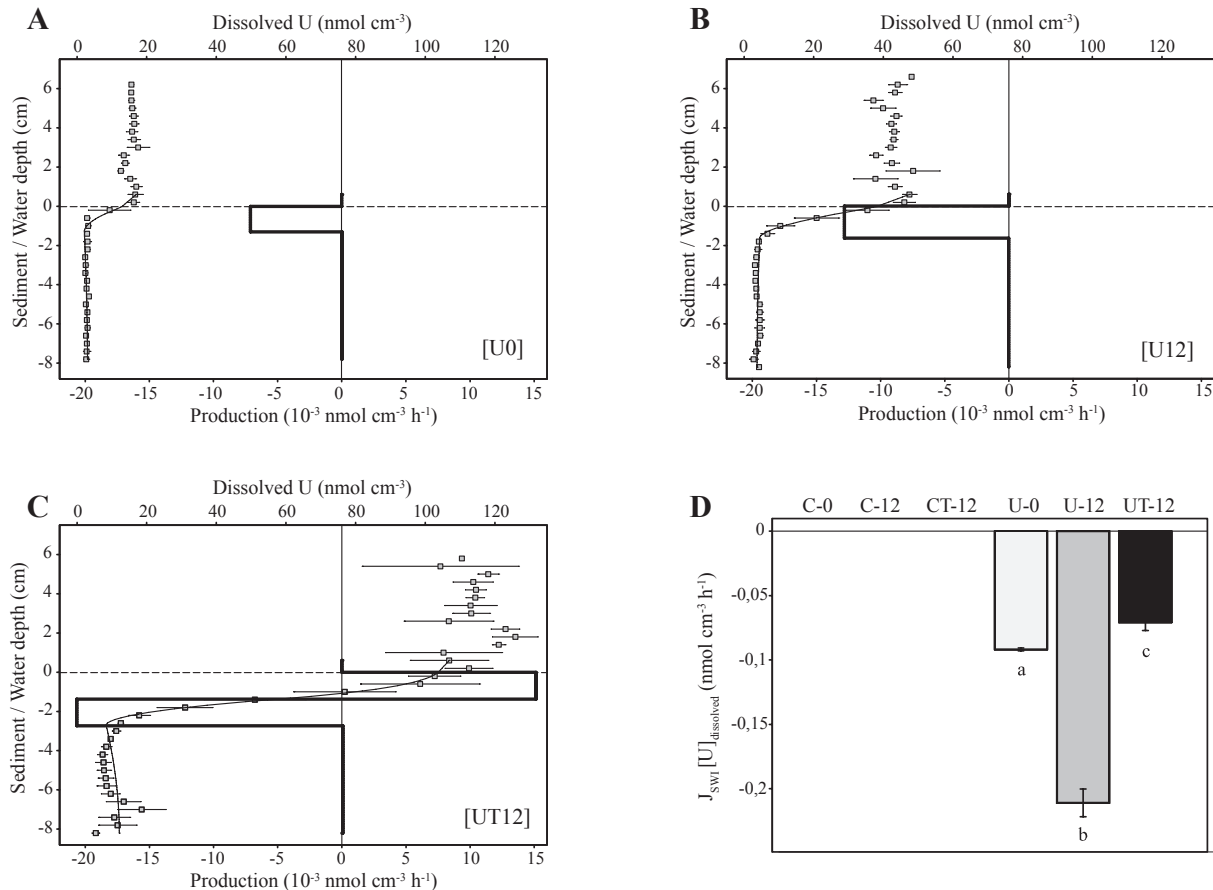 A
Dissolved U (nmol cm⁻³)
0 20 40 60 80 100 120
6
4
2
0
-2
-4
-6
-8
Sediment / Water depth (cm)
[U0]
-20 -15 -10 -5 0 5 10 15
Production (10⁻³ nmol cm⁻³ h⁻¹)
B
Dissolved U (nmol cm⁻³)
0 20 40 60 80 100 120
6
4
2
0
-2
-4
-6
-8
Sediment / Water depth (cm)
[U12]
-20 -15 -10 -5 0 5 10 15
Production (10⁻³ nmol cm⁻³ h⁻¹)
C
Dissolved U (nmol cm⁻³)
0 20 40 60 80 100 120
6
4
2
0
-2
-4
-6
-8
Sediment / Water depth (cm)
[UT12]
-20 -15 -10 -5 0 5 10 15
Production (10⁻³ nmol cm⁻³ h⁻¹)
D
C-0 C-12 CT-12 U-0 U-12 UT-12
0
-0,05
-0,1
-0,15
-0,2
J_SWI [U]_dissolved (nmol cm⁻³ h⁻¹)
a
b
c